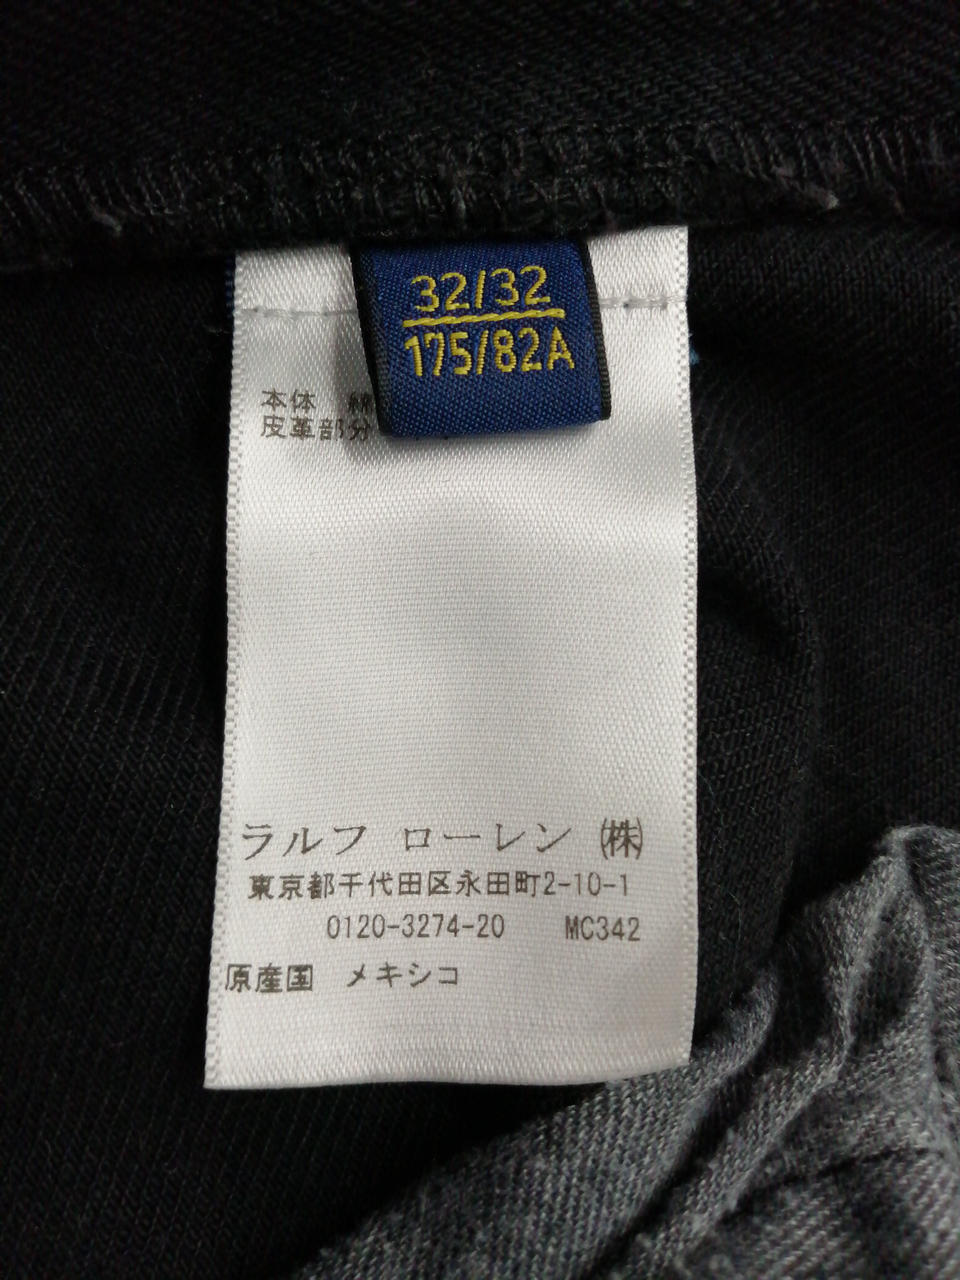 32/32
175/82A
本体 綿
皮革部分
ラルフ ローレン ㈱
東京都千代田区永田町2-10-1
0120-3274-20 MC342
原産国 メキシコ